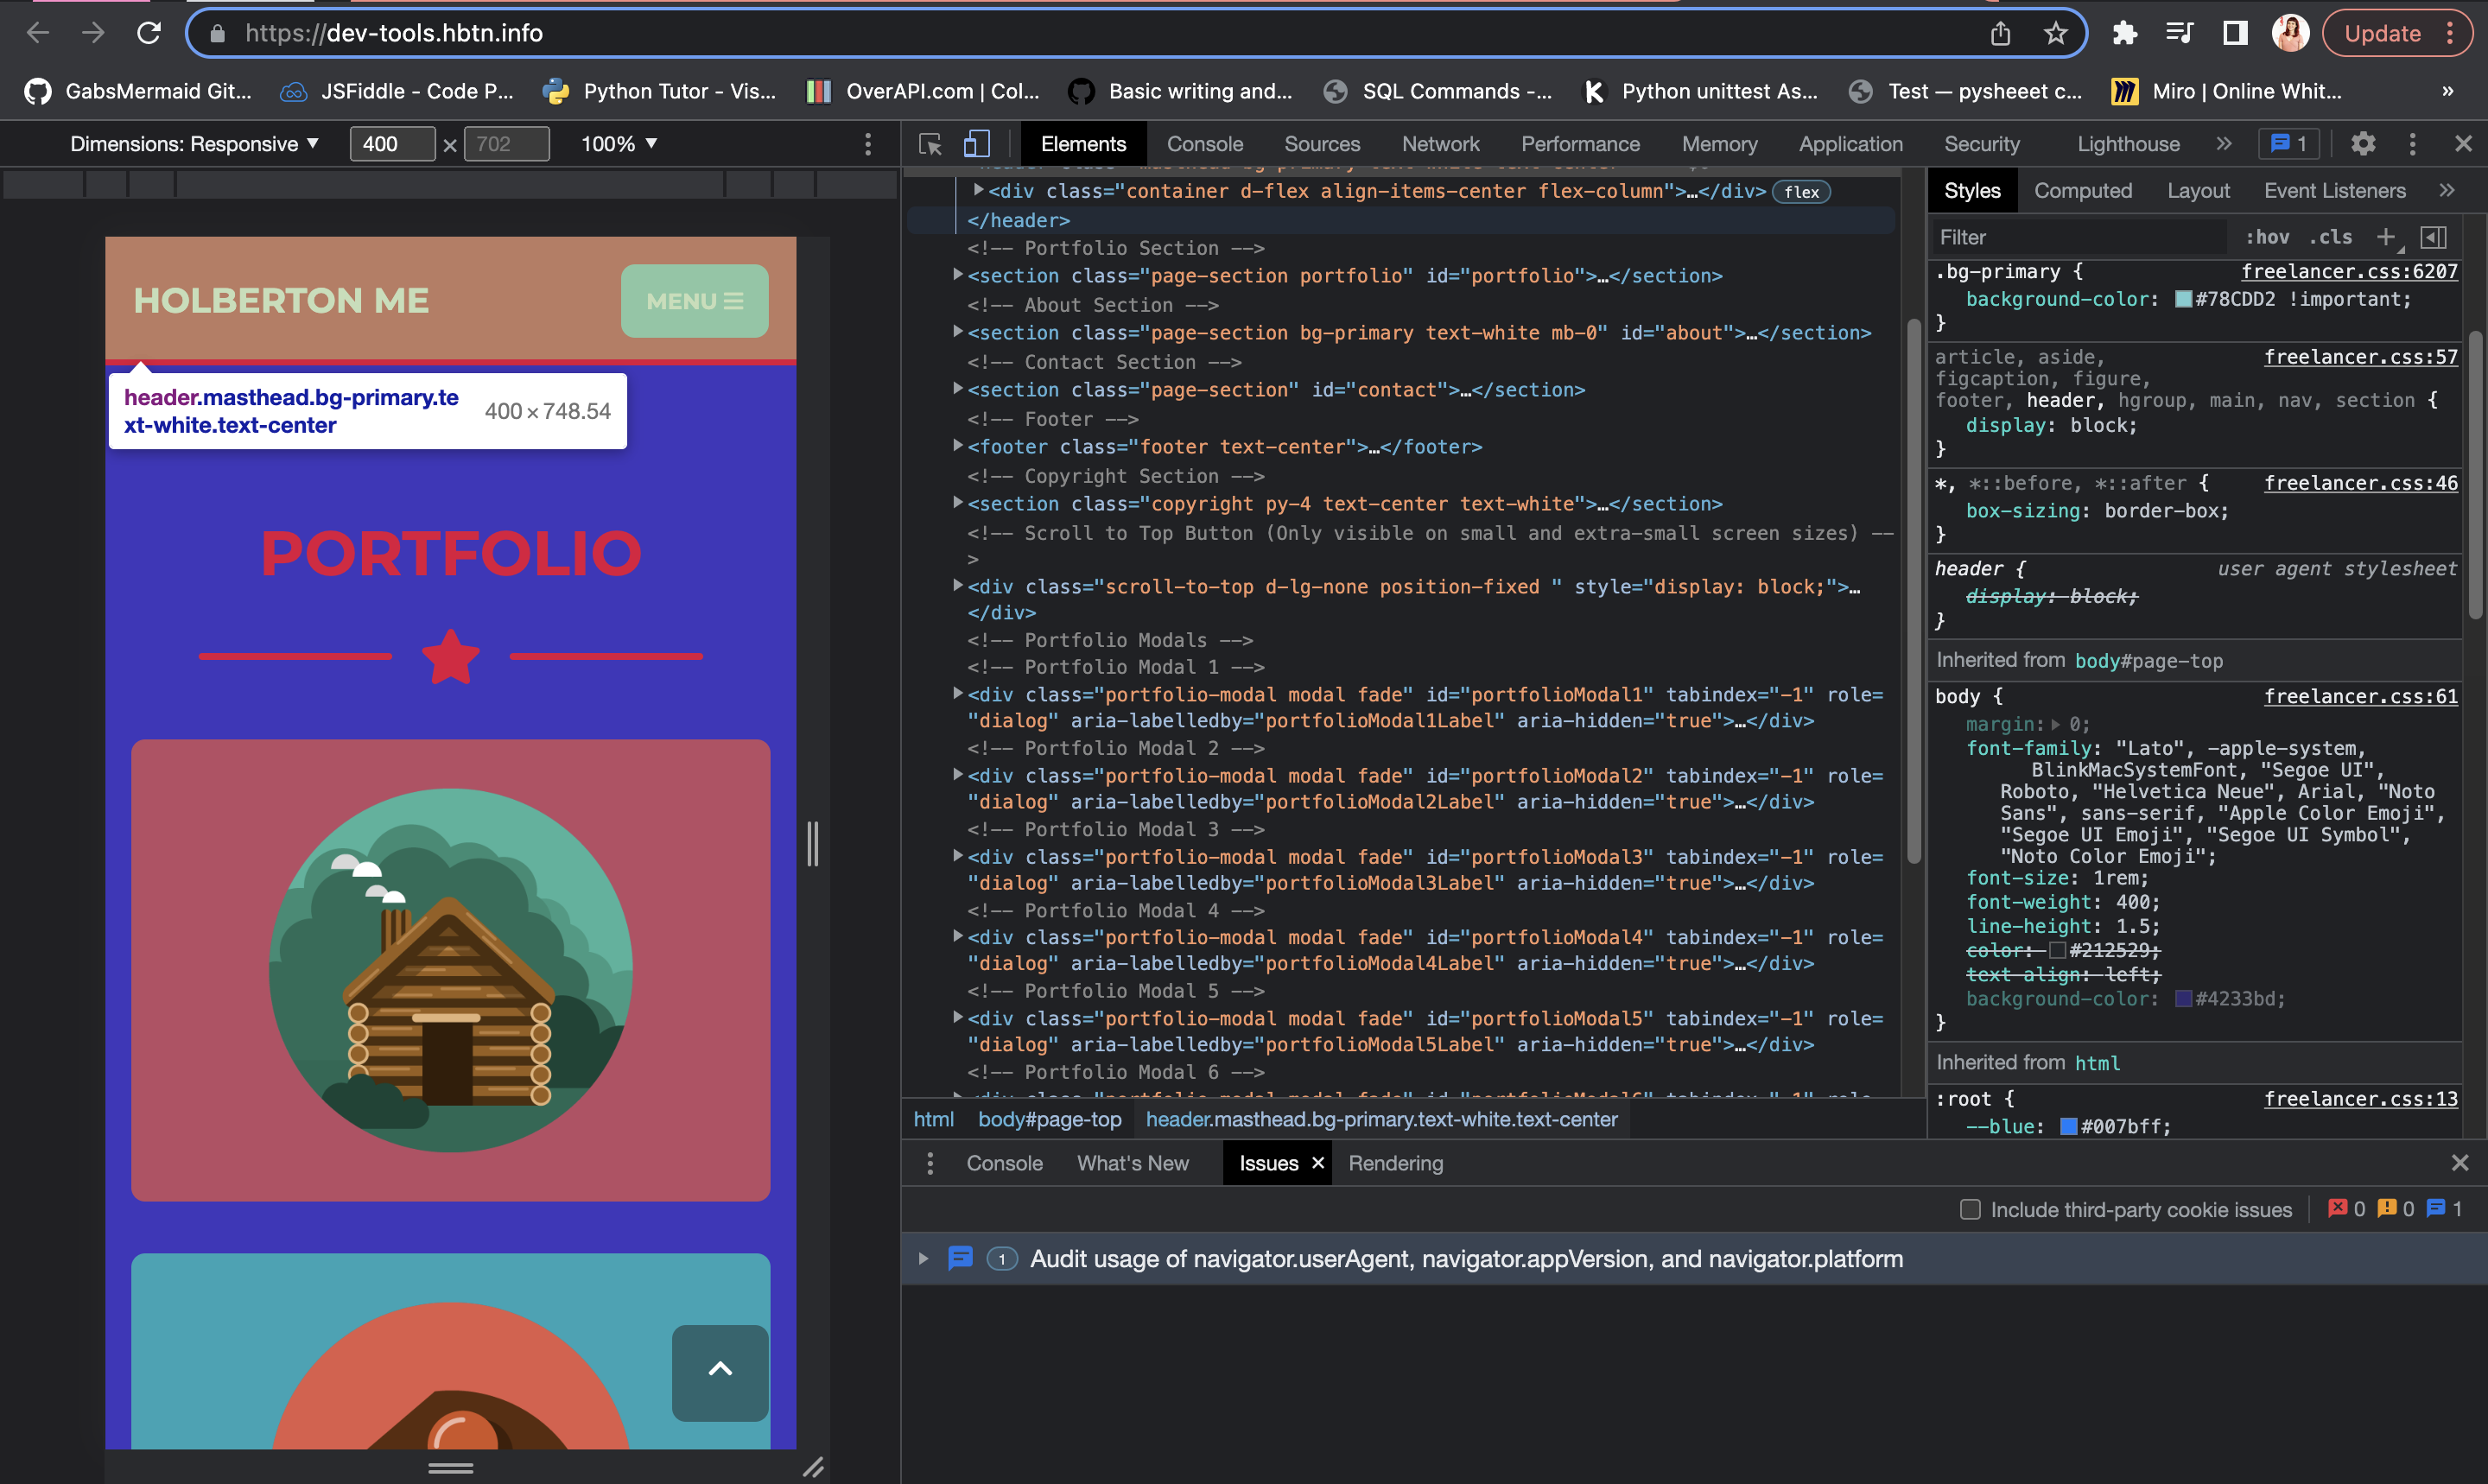 https://dev-tools.hbtn.info
Update
GabsMermaid Git... JSFiddle - Code P... Python Tutor - Vis... OverAPI.com | Col... Basic writing and... SQL Commands -... Python unittest As... Test — pysheeet c... Miro | Online Whit... »
Dimensions: Responsive ▼ 400 × 702 100% ▼
HOLBERTON ME
MENU
header.masthead.bg-primary.te
xt-white.text-center
400 × 748.54
PORTFOLIO
Elements Console Sources Network Performance Memory Application Security Lighthouse » 1
<div class="container d-flex align-items-center flex-column">…</div> flex
</header>
<!-- Portfolio Section -->
<section class="page-section portfolio" id="portfolio">…</section>
<!-- About Section -->
<section class="page-section bg-primary text-white mb-0" id="about">…</section>
<!-- Contact Section -->
<section class="page-section" id="contact">…</section>
<!-- Footer -->
<footer class="footer text-center">…</footer>
<!-- Copyright Section -->
<section class="copyright py-4 text-center text-white">…</section>
<!-- Scroll to Top Button (Only visible on small and extra-small screen sizes) --
>
<div class="scroll-to-top d-lg-none position-fixed " style="display: block;">…
</div>
<!-- Portfolio Modals -->
<!-- Portfolio Modal 1 -->
<div class="portfolio-modal modal fade" id="portfolioModal1" tabindex="-1" role=
"dialog" aria-labelledby="portfolioModal1Label" aria-hidden="true">…</div>
<!-- Portfolio Modal 2 -->
<div class="portfolio-modal modal fade" id="portfolioModal2" tabindex="-1" role=
"dialog" aria-labelledby="portfolioModal2Label" aria-hidden="true">…</div>
<!-- Portfolio Modal 3 -->
<div class="portfolio-modal modal fade" id="portfolioModal3" tabindex="-1" role=
"dialog" aria-labelledby="portfolioModal3Label" aria-hidden="true">…</div>
<!-- Portfolio Modal 4 -->
<div class="portfolio-modal modal fade" id="portfolioModal4" tabindex="-1" role=
"dialog" aria-labelledby="portfolioModal4Label" aria-hidden="true">…</div>
<!-- Portfolio Modal 5 -->
<div class="portfolio-modal modal fade" id="portfolioModal5" tabindex="-1" role=
"dialog" aria-labelledby="portfolioModal5Label" aria-hidden="true">…</div>
<!-- Portfolio Modal 6 -->
html body#page-top header.masthead.bg-primary.text-white.text-center
Styles Computed Layout Event Listeners »
Filter :hov .cls +
.bg-primary { freelancer.css:6207
background-color: #78CDD2 !important;
}
article, aside, freelancer.css:57
figcaption, figure,
footer, header, hgroup, main, nav, section {
display: block;
}
*, *::before, *::after { freelancer.css:46
box-sizing: border-box;
}
header { user agent stylesheet
display: block;
}
Inherited from body#page-top
body { freelancer.css:61
margin: 0;
font-family: "Lato", -apple-system,
BlinkMacSystemFont, "Segoe UI",
Roboto, "Helvetica Neue", Arial, "Noto
Sans", sans-serif, "Apple Color Emoji",
"Segoe UI Emoji", "Segoe UI Symbol",
"Noto Color Emoji";
font-size: 1rem;
font-weight: 400;
line-height: 1.5;
color: #212529;
text-align: left;
background-color: #4233bd;
}
Inherited from html
:root { freelancer.css:13
--blue: #007bff;
Console What's New Issues × Rendering
Include third-party cookie issues 0 0 1
1 Audit usage of navigator.userAgent, navigator.appVersion, and navigator.platform